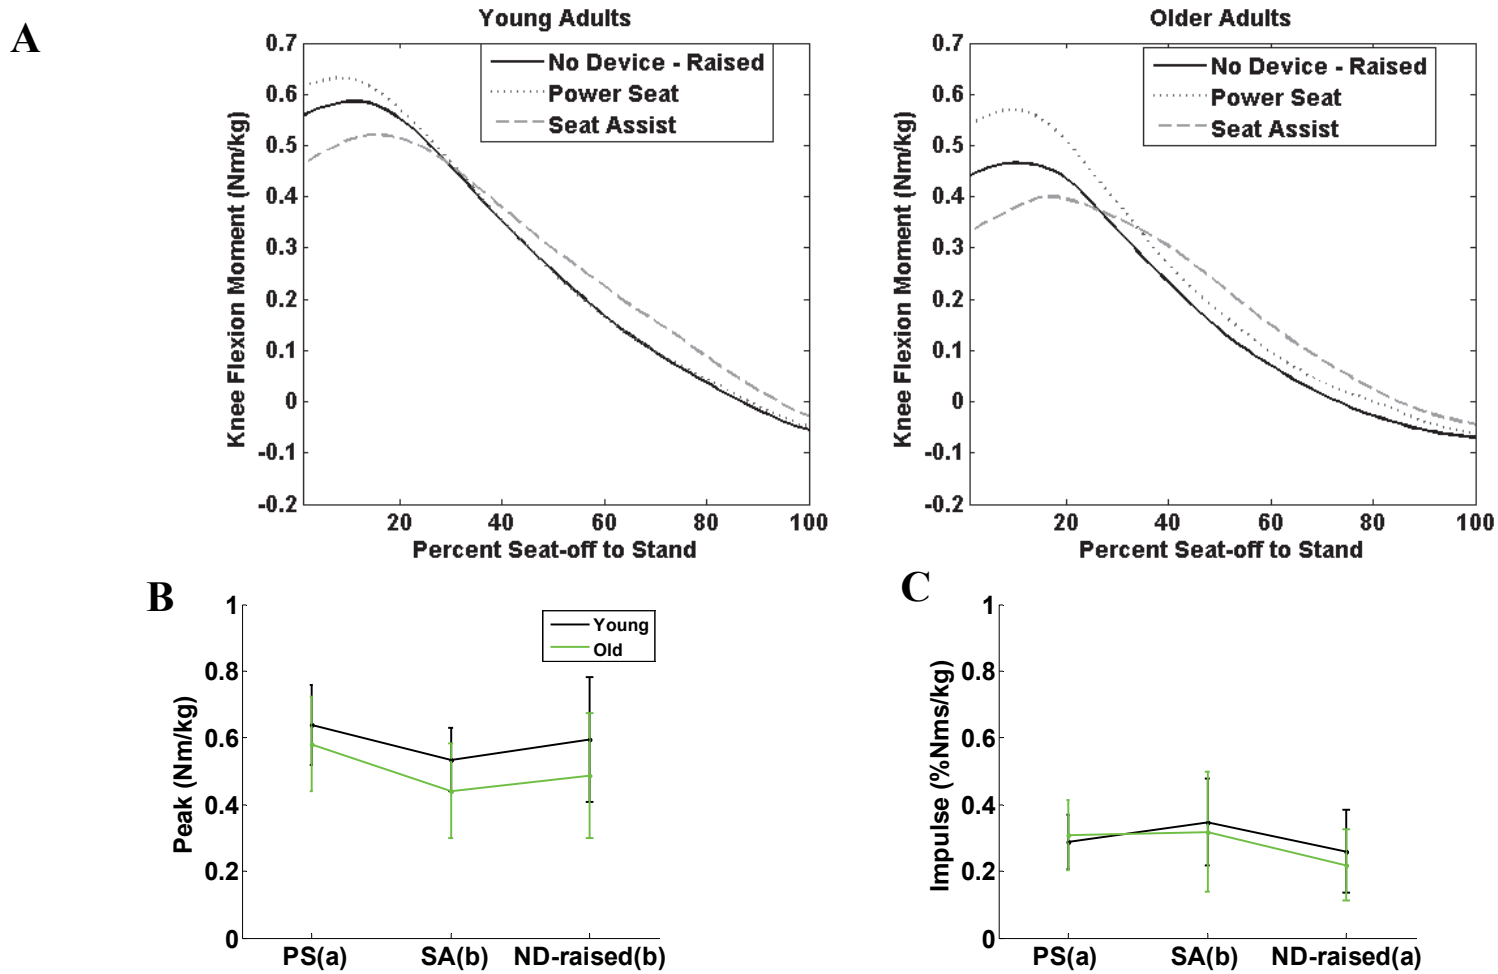 A
Young Adults
0.7
0.6
0.5
0.4
0.3
0.2
0.1
0
-0.1
-0.2
Knee Flexion Moment (Nm/kg)
No Device - Raised
Power Seat
Seat Assist
20 40 60 80 100
Percent Seat-off to Stand
Older Adults
0.7
0.6
0.5
0.4
0.3
0.2
0.1
0
-0.1
-0.2
Knee Flexion Moment (Nm/kg)
No Device - Raised
Power Seat
Seat Assist
20 40 60 80 100
Percent Seat-off to Stand
B
1
0.8
0.6
0.4
0.2
0
Peak (Nm/kg)
Young
Old
PS(a) SA(b) ND-raised(b)
C
1
0.8
0.6
0.4
0.2
0
Impulse (%Nms/kg)
PS(a) SA(b) ND-raised(a)